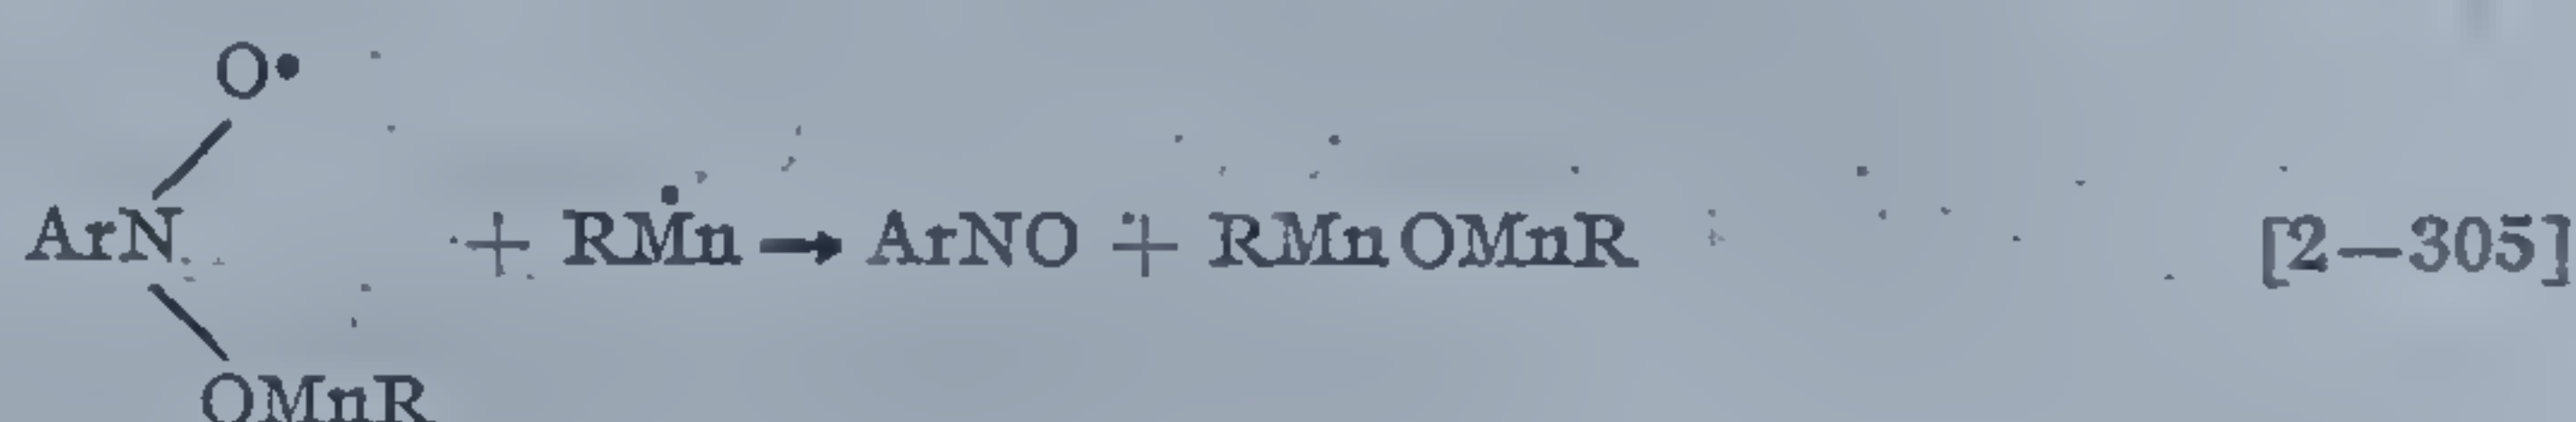 O•
ArN + RṀn → ArNO + RMnOMnR [2—305]
OMnR